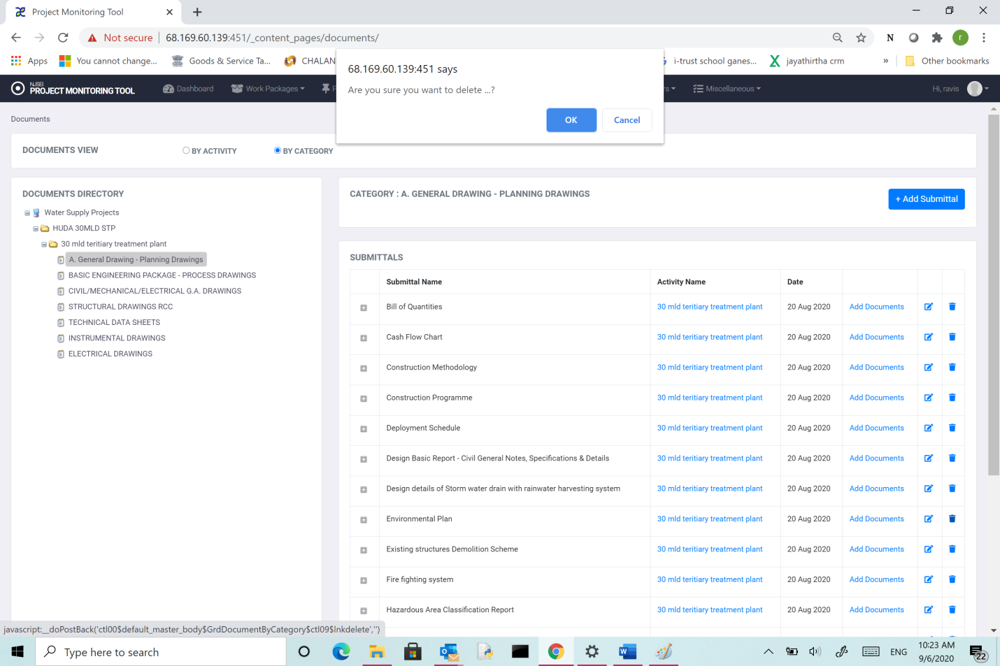 Project Monitoring Tool
Not secure 68.169.60.139:451/_content_pages/documents/
N
r
Apps You cannot change... Goods & Service Ta... CHALAN i-trust school ganes... jayathirtha crm » Other bookmarks
68.169.60.139:451 says
Are you sure you want to delete ...?
OK Cancel
NJSEI
PROJECT MONITORING TOOL Dashboard Work Packages Miscellaneous Hi, ravis
Documents
DOCUMENTS VIEW BY ACTIVITY BY CATEGORY
DOCUMENTS DIRECTORY
Water Supply Projects
HUDA 30MLD STP
30 mld teritiary treatment plant
A. General Drawing - Planning Drawings
BASIC ENGINEERING PACKAGE - PROCESS DRAWINGS
CIVIL/MECHANICAL/ELECTRICAL G.A. DRAWINGS
STRUCTURAL DRAWINGS RCC
TECHNICAL DATA SHEETS
INSTRUMENTAL DRAWINGS
ELECTRICAL DRAWINGS
CATEGORY : A. GENERAL DRAWING - PLANNING DRAWINGS
+ Add Submittal
SUBMITTALS
Submittal Name Activity Name Date
Bill of Quantities 30 mld teritiary treatment plant 20 Aug 2020 Add Documents
Cash Flow Chart 30 mld teritiary treatment plant 20 Aug 2020 Add Documents
Construction Methodology 30 mld teritiary treatment plant 20 Aug 2020 Add Documents
Construction Programme 30 mld teritiary treatment plant 20 Aug 2020 Add Documents
Deployment Schedule 30 mld teritiary treatment plant 20 Aug 2020 Add Documents
Design Basic Report - Civil General Notes, Specifications & Details 30 mld teritiary treatment plant 20 Aug 2020 Add Documents
Design details of Storm water drain with rainwater harvesting system 30 mld teritiary treatment plant 20 Aug 2020 Add Documents
Environmental Plan 30 mld teritiary treatment plant 20 Aug 2020 Add Documents
Existing structures Demolition Scheme 30 mld teritiary treatment plant 20 Aug 2020 Add Documents
Fire fighting system 30 mld teritiary treatment plant 20 Aug 2020 Add Documents
Hazardous Area Classification Report 30 mld teritiary treatment plant 20 Aug 2020 Add Documents
javascript:__doPostBack('ctl00$default_master_body$GrdDocumentByCategory$ctl09$lnkdelete','')
Type here to search
ENG
10:23 AM
9/6/2020
22